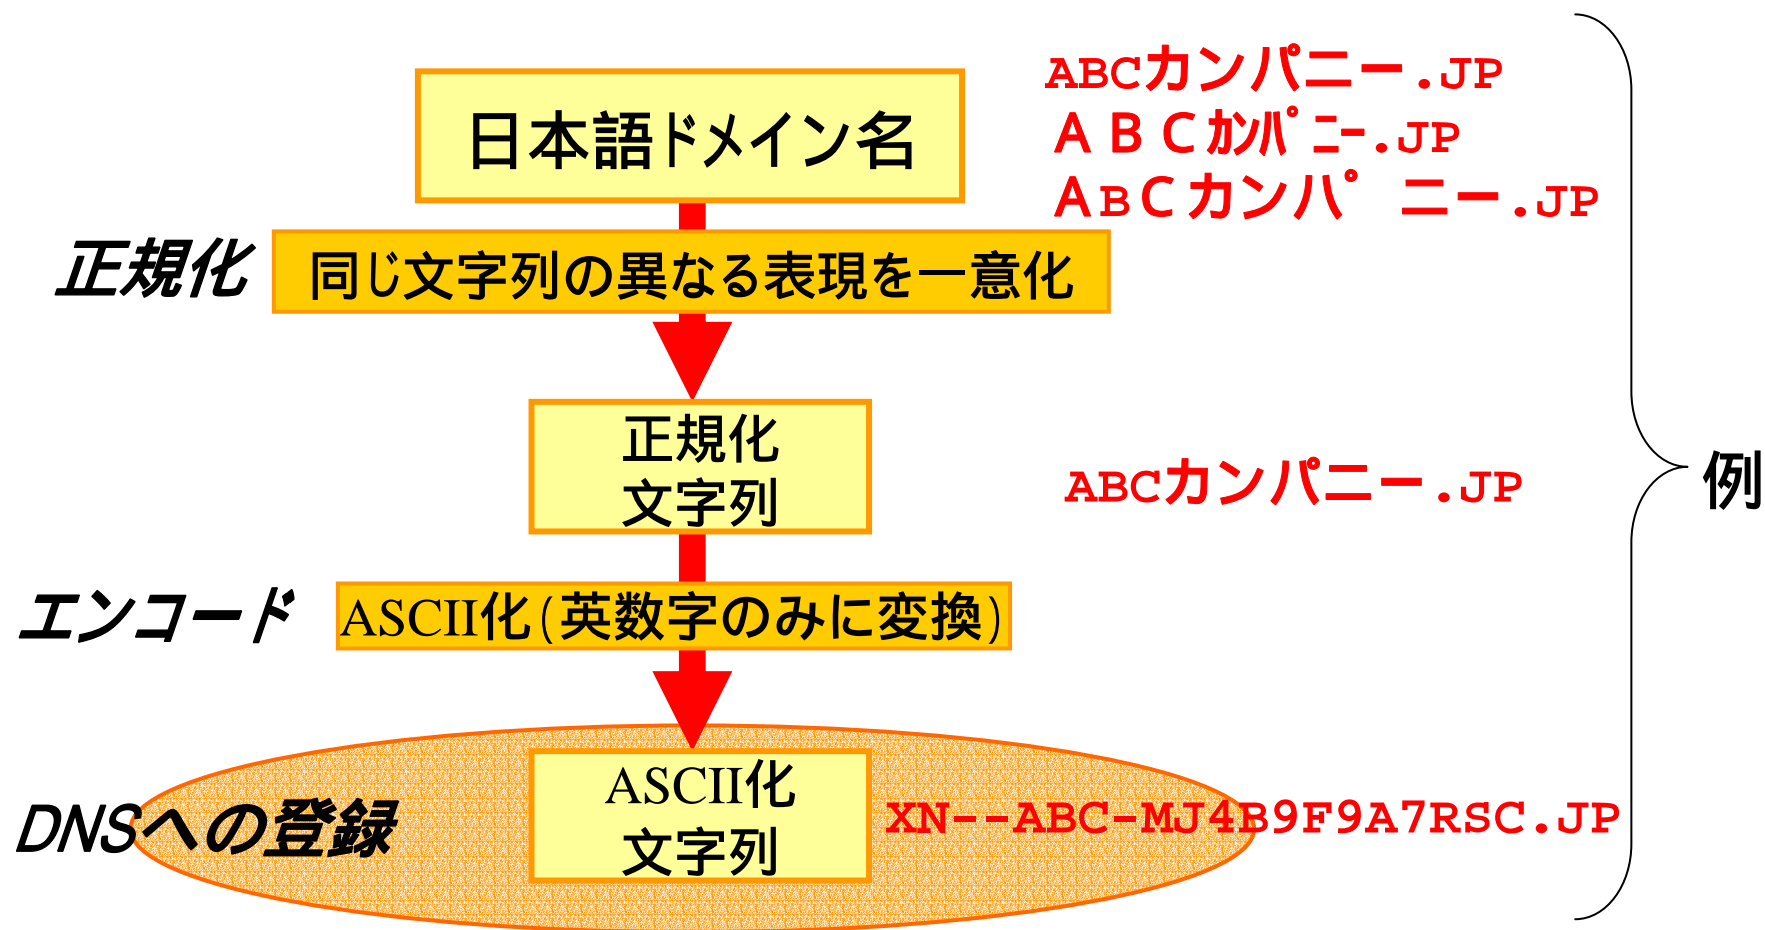 ABCカンパニー.JP
日本語ドメイン名
ＡＢＣｶﾝﾊﾟﾆｰ.JP
ＡBＣカンパ゜ニー.JP
正規化
同じ文字列の異なる表現を一意化
正規化
文字列
ABCカンパニー.JP
例
エンコード
ASCII化(英数字のみに変換)
ASCII化
文字列
DNSへの登録
XN--ABC-MJ4B9F9A7RSC.JP